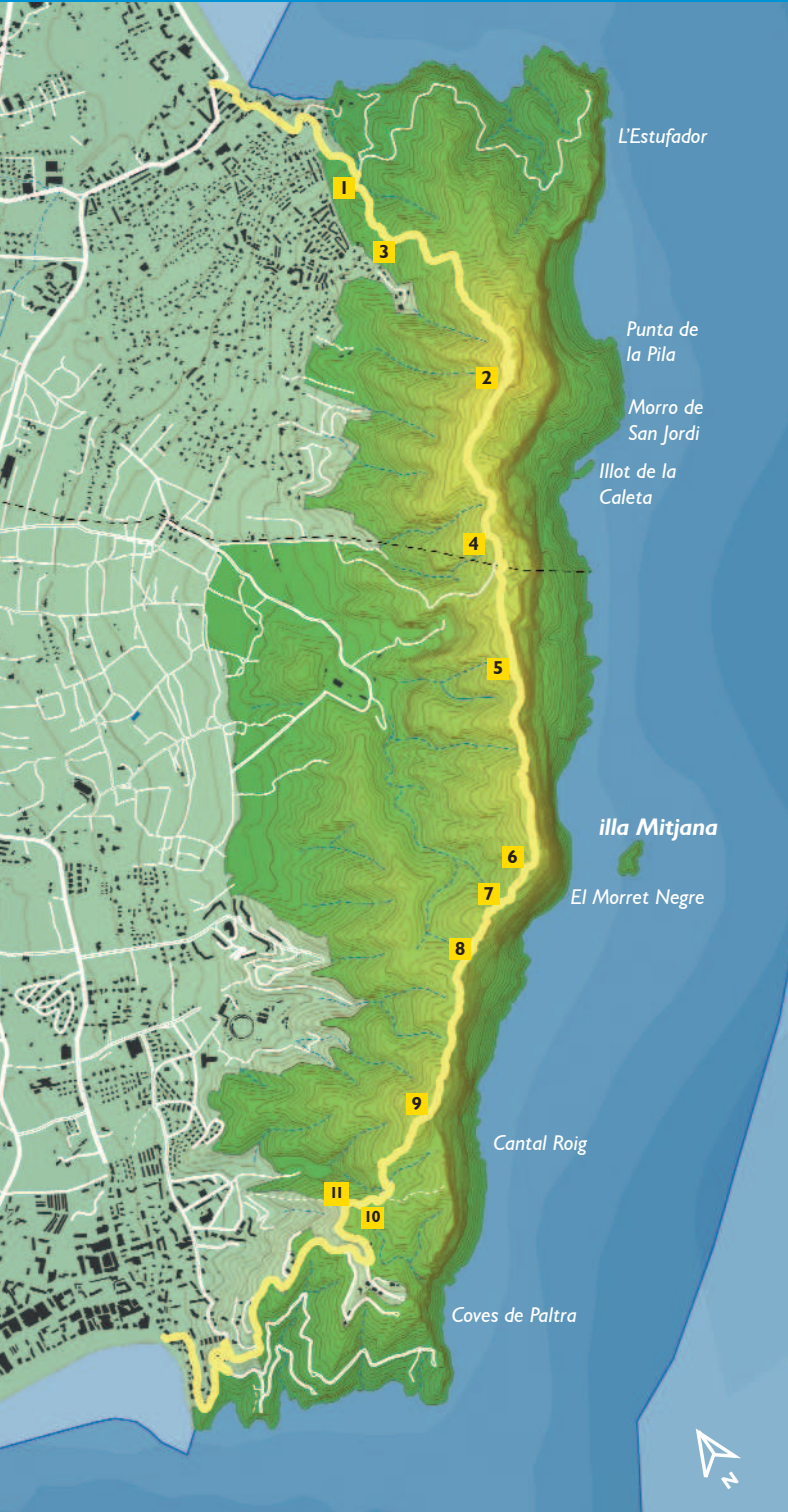 L'Estufador
1
3
Punta de
la Pila
2
Morro de
San Jordi
Illot de la
Caleta
4
5
illa Mitjana
6
7
El Morret Negre
8
9
Cantal Roig
11
10
Coves de Paltra
N